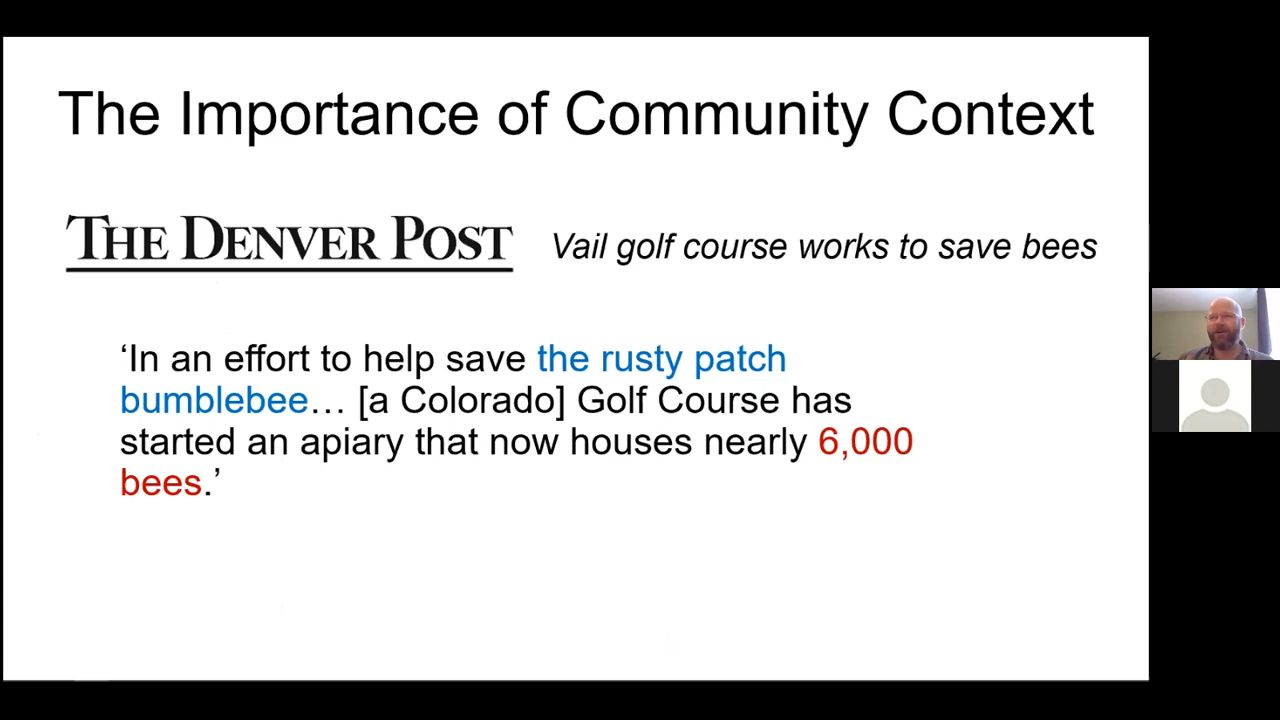 The Importance of Community Context
THE DENVER POST
Vail golf course works to save bees
‘In an effort to help save the rusty patch
bumblebee… [a Colorado] Golf Course has
started an apiary that now houses nearly 6,000
bees.’